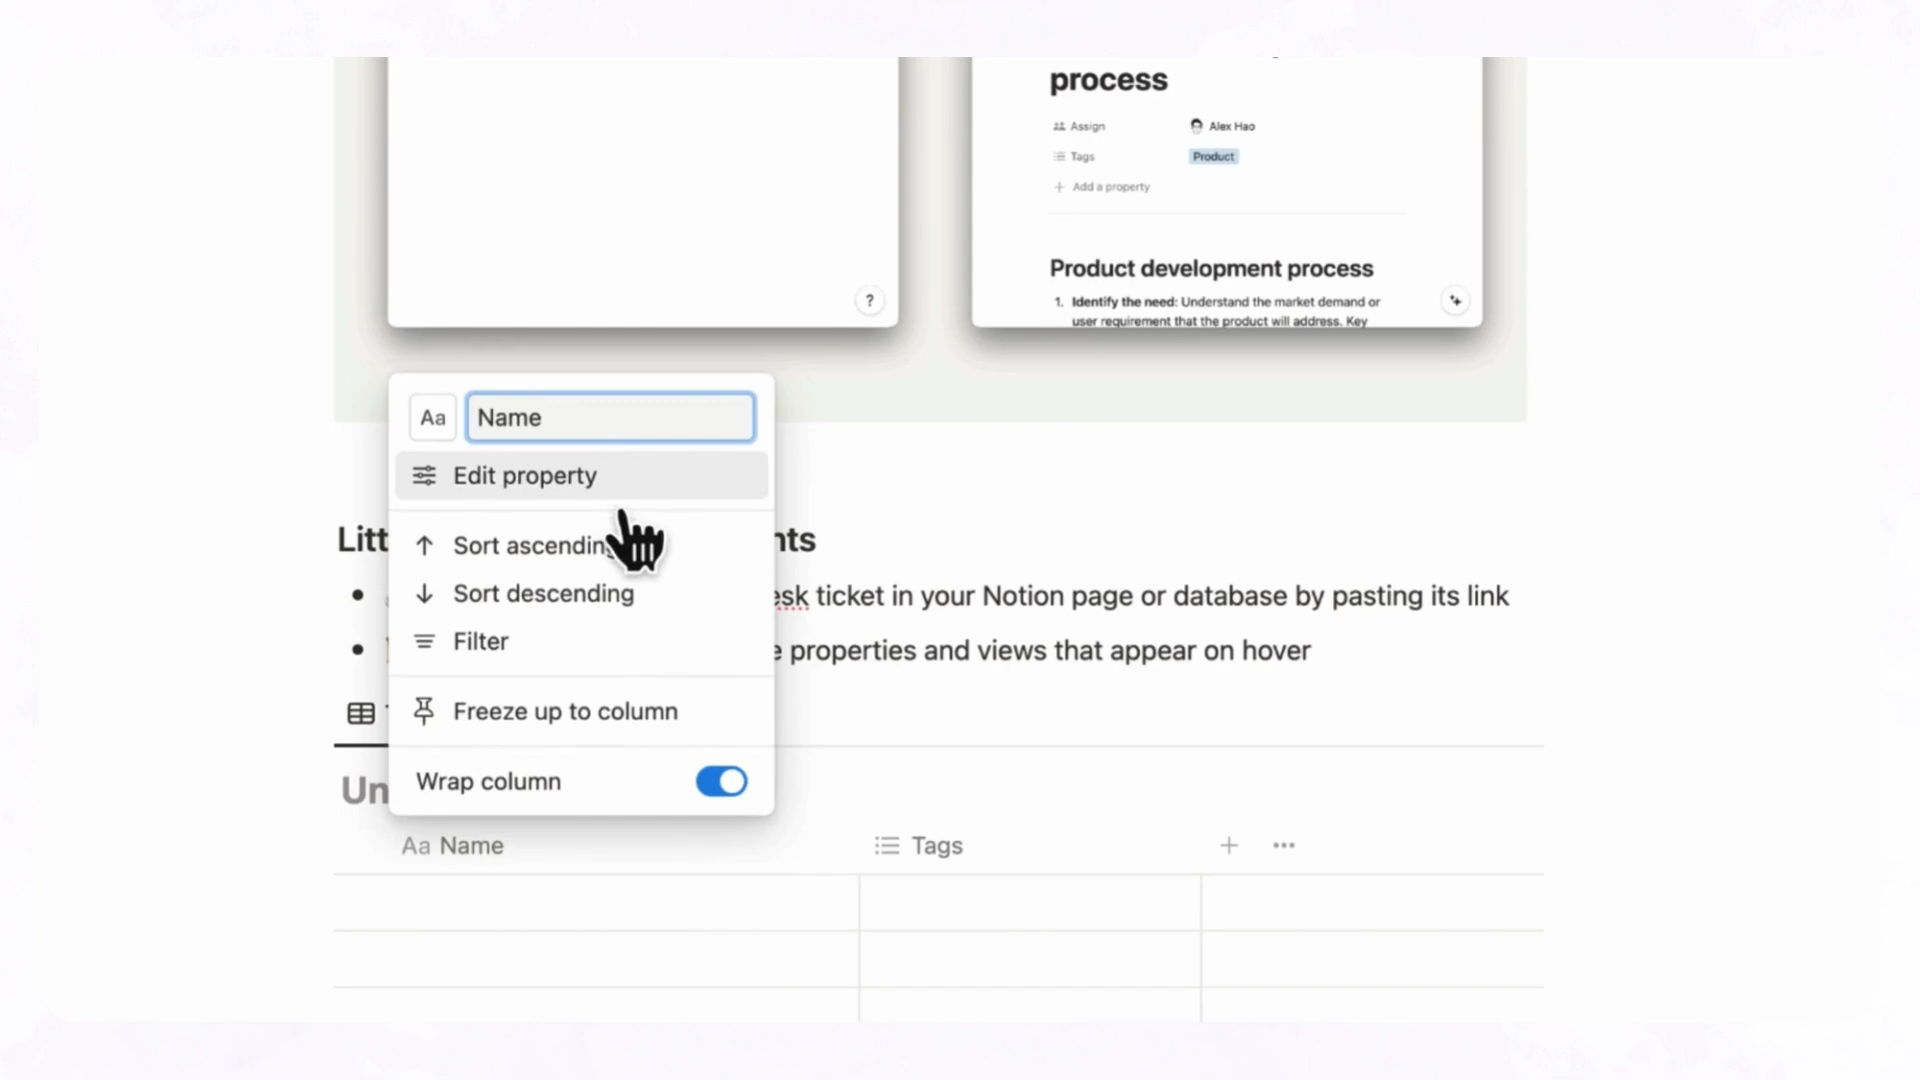 process
Assign Alex Hao
Tags Product
Add a property
Product development process
1. Identify the need: Understand the market demand or
user requirement that the product will address. Key
?
Aa Name
Edit property
Litt nts
Sort ascending
Sort descending
esk ticket in your Notion page or database by pasting its link
Filter
e properties and views that appear on hover
Freeze up to column
Wrap column
Un
Aa Name Tags